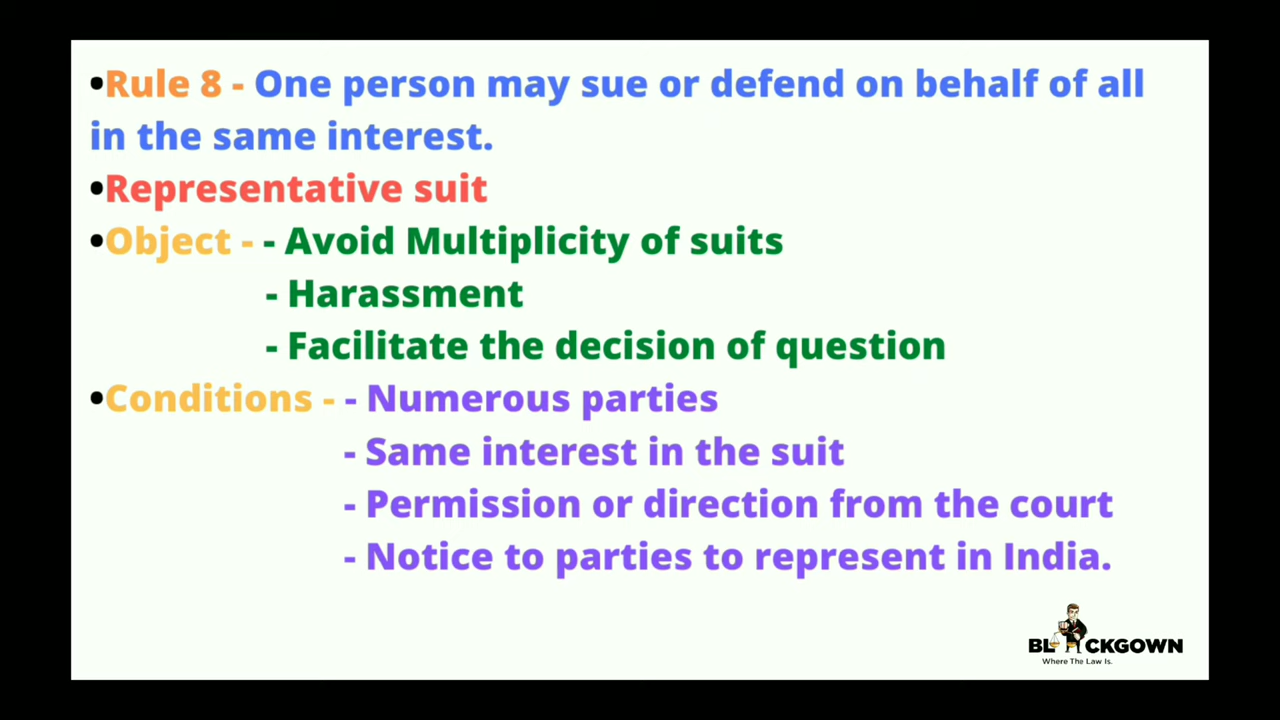 •Rule 8 - One person may sue or defend on behalf of all
in the same interest.
•Representative suit
•Object - - Avoid Multiplicity of suits
- Harassment
- Facilitate the decision of question
•Conditions - - Numerous parties
- Same interest in the suit
- Permission or direction from the court
- Notice to parties to represent in India.
BLACKGOWN
Where The Law Is.